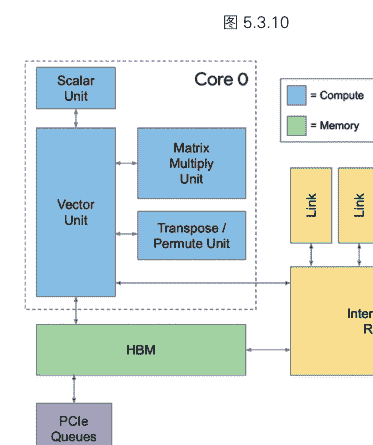 图 5.3.10
Scalar
Unit
Core 0
= Compute
= Memory
Matrix
Multiply
Unit
Vector
Unit
Transpose /
Permute Unit
Link
Link
HBM
PCIe
Queues